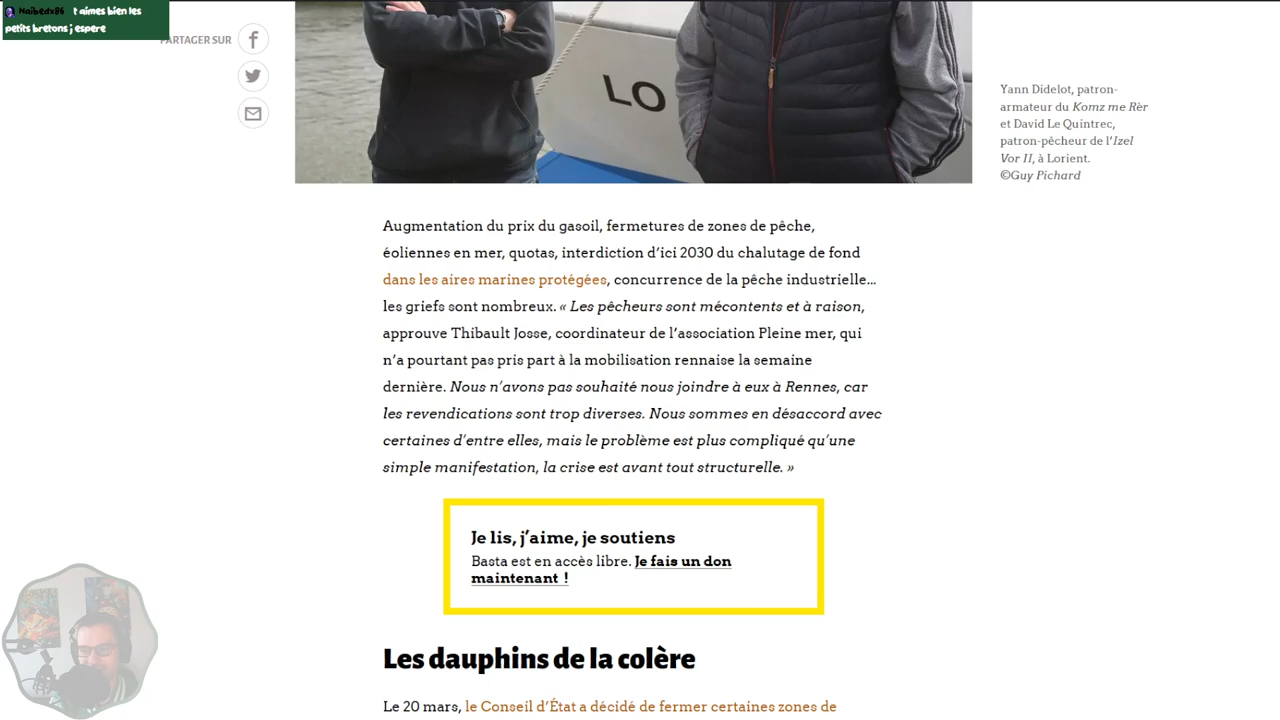 Naibedx86 t aimes bien les
petits bretons j espere
PARTAGER SUR
LO
Yann Didelot, patron-
armateur du Komz me Rèr
et David Le Quintrec,
patron-pêcheur de l'Izel
Vor II, à Lorient.
©Guy Pichard
Augmentation du prix du gasoil, fermetures de zones de pêche,
éoliennes en mer, quotas, interdiction d'ici 2030 du chalutage de fond
dans les aires marines protégées, concurrence de la pêche industrielle...
les griefs sont nombreux. « Les pêcheurs sont mécontents et à raison,
approuve Thibault Josse, coordinateur de l'association Pleine mer, qui
n'a pourtant pas pris part à la mobilisation rennaise la semaine
dernière. Nous n'avons pas souhaité nous joindre à eux à Rennes, car
les revendications sont trop diverses. Nous sommes en désaccord avec
certaines d'entre elles, mais le problème est plus compliqué qu'une
simple manifestation, la crise est avant tout structurelle. »
Je lis, j'aime, je soutiens
Basta est en accès libre. Je fais un don
maintenant !
Les dauphins de la colère
Le 20 mars, le Conseil d'État a décidé de fermer certaines zones de